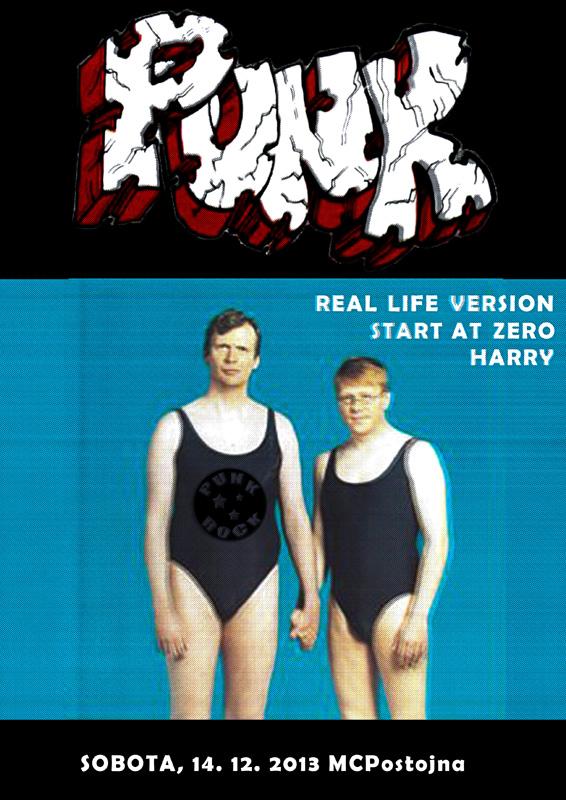 PUNK
REAL LIFE VERSION
START AT ZERO
HARRY
PUNK
ROCK
SOBOTA, 14. 12. 2013 MCPostojna